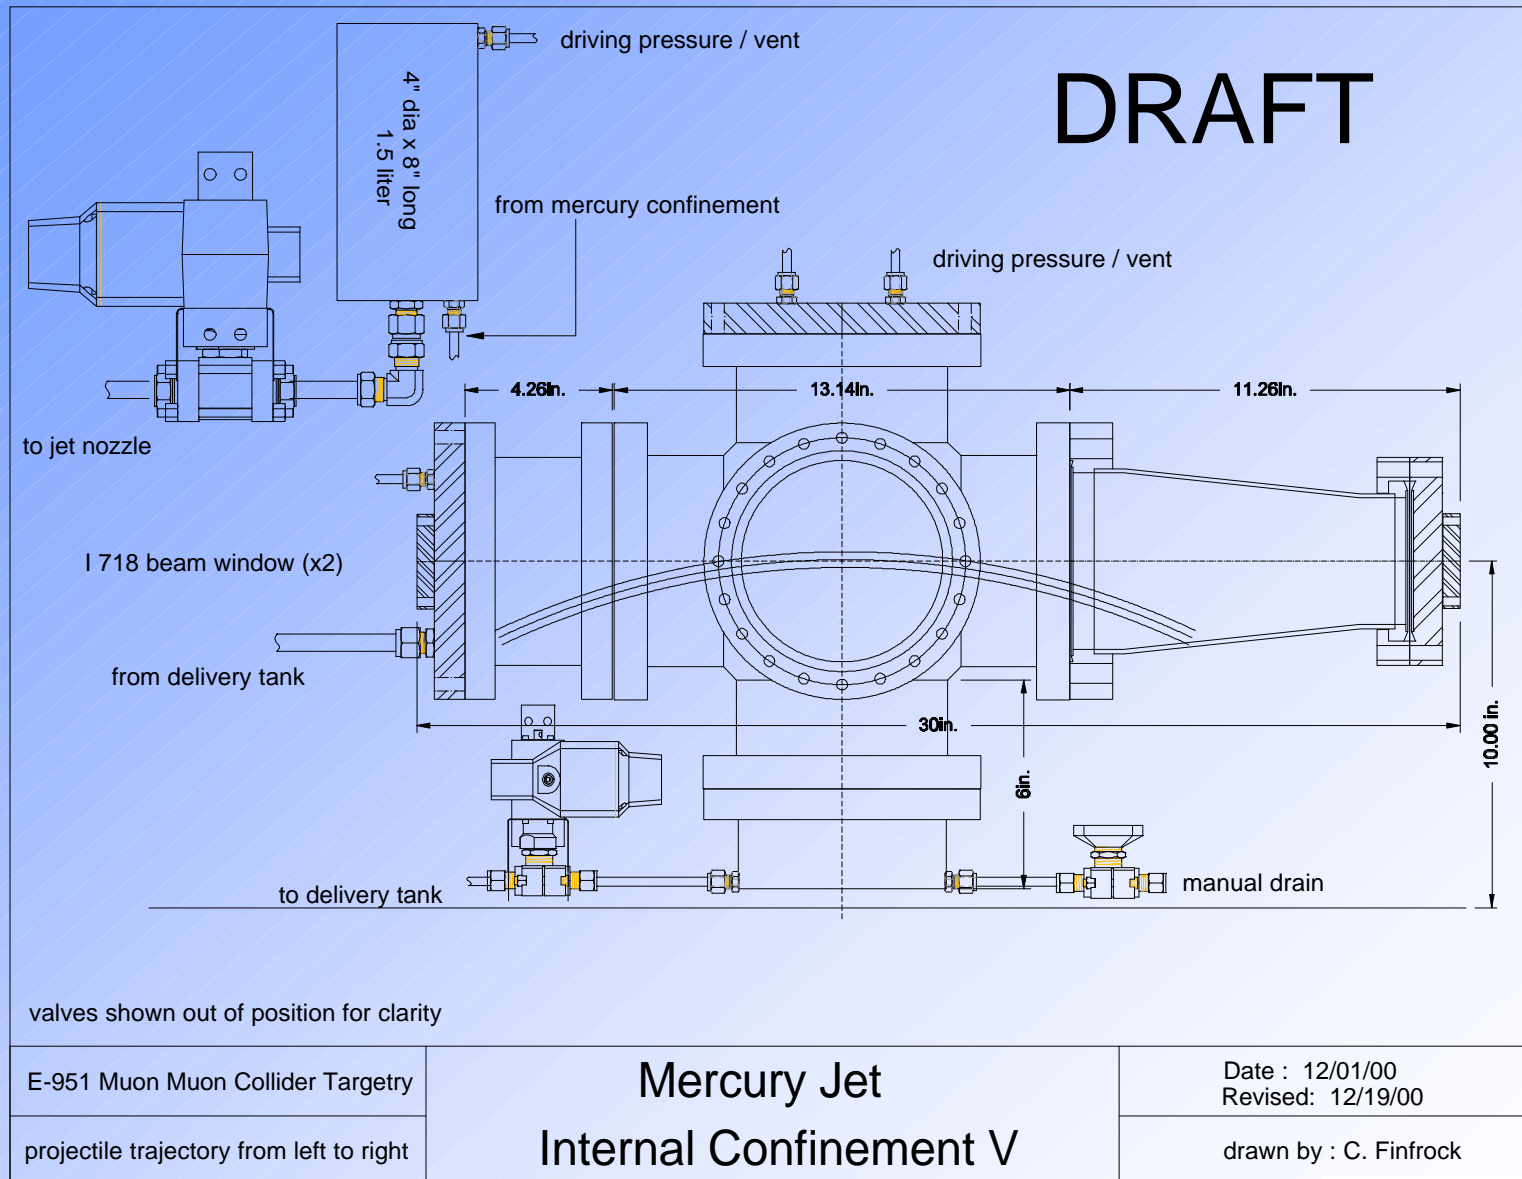 driving pressure / vent
DRAFT
4" dia x 8" long
1.5 liter
from mercury confinement
driving pressure / vent
4.26in.
13.14in.
11.26in.
to jet nozzle
I 718 beam window (x2)
from delivery tank
30in.
10.00 in.
6in.
to delivery tank
manual drain
valves shown out of position for clarity
E-951 Muon Muon Collider Targetry
projectile trajectory from left to right
Mercury Jet
Internal Confinement V
Date : 12/01/00
Revised: 12/19/00
drawn by : C. Finfrock